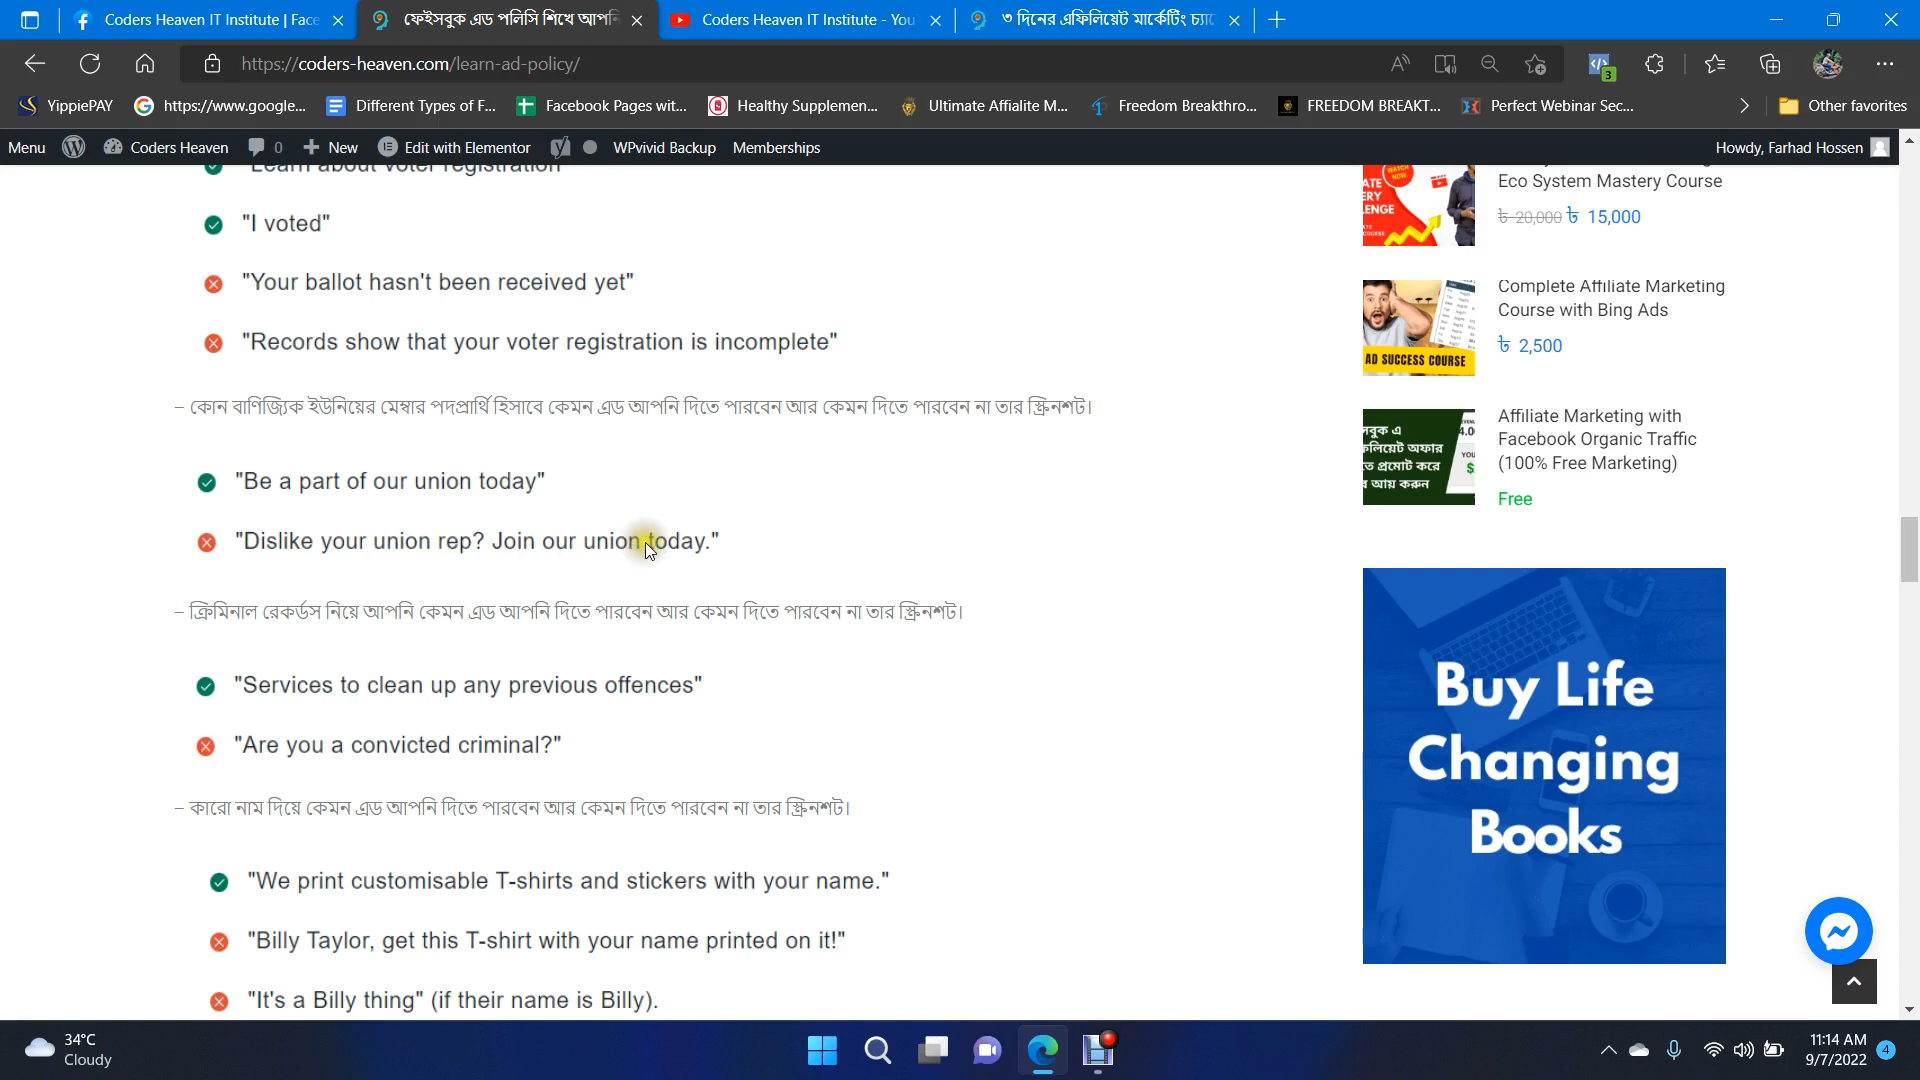 Coders Heaven IT Institute | Face
ফেইসবুক এড পলিসি শিখে আপনি
Coders Heaven IT Institute - You
৩ দিনের এফিলিয়েট মার্কেটিং চ্যা
https://coders-heaven.com/learn-ad-policy/
3
YippiePAY
https://www.google...
Different Types of F...
Facebook Pages wit...
Healthy Supplemen...
Ultimate Affialite M...
Freedom Breakthro...
FREEDOM BREAKT...
Perfect Webinar Sec...
Other favorites
Menu
Coders Heaven
0
New
Edit with Elementor
WPvivid Backup
Memberships
Howdy, Farhad Hossen
"Learn about voter registration"
"I voted"
"Your ballot hasn't been received yet"
"Records show that your voter registration is incomplete"
– কোন বাণিজ্যিক ইউনিয়ের মেম্বার পদপ্রার্থি হিসাবে কেমন এড আপনি দিতে পারবেন আর কেমন দিতে পারবেন না তার স্ক্রিনশট।
"Be a part of our union today"
"Dislike your union rep? Join our union today."
– ক্রিমিনাল রেকর্ডস নিয়ে আপনি কেমন এড আপনি দিতে পারবেন আর কেমন দিতে পারবেন না তার স্ক্রিনশট।
"Services to clean up any previous offences"
"Are you a convicted criminal?"
– কারো নাম দিয়ে কেমন এড আপনি দিতে পারবেন আর কেমন দিতে পারবেন না তার স্ক্রিনশট।
"We print customisable T-shirts and stickers with your name."
"Billy Taylor, get this T-shirt with your name printed on it!"
"It's a Billy thing" (if their name is Billy).
WATCH NOW
Eco System Mastery Course
৳ 20,000 ৳ 15,000
AD SUCCESS COURSE
Complete Affiliate Marketing
Course with Bing Ads
৳ 2,500
Affiliate Marketing with
Facebook Organic Traffic
(100% Free Marketing)
Free
Buy Life
Changing
Books
34°C
Cloudy
11:14 AM
9/7/2022
4